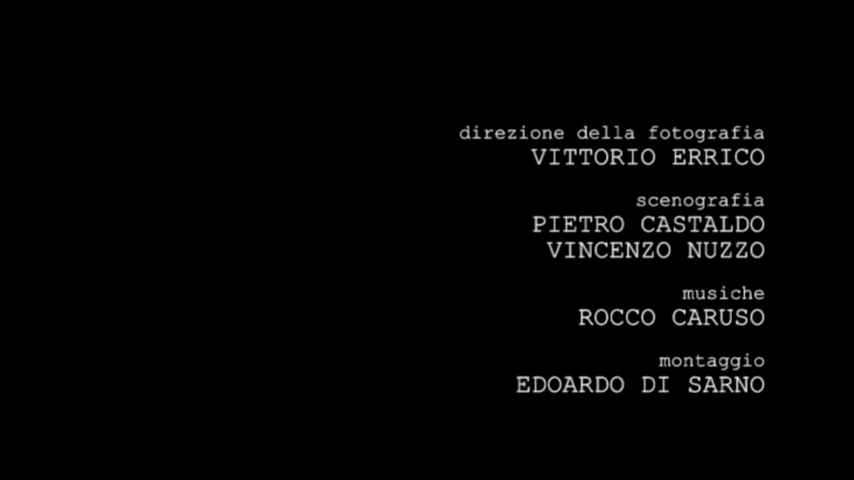 direzione della fotografia
VITTORIO ERRICO
scenografia
PIETRO CASTALDO
VINCENZO NUZZO
musiche
ROCCO CARUSO
montaggio
EDOARDO DI SARNO